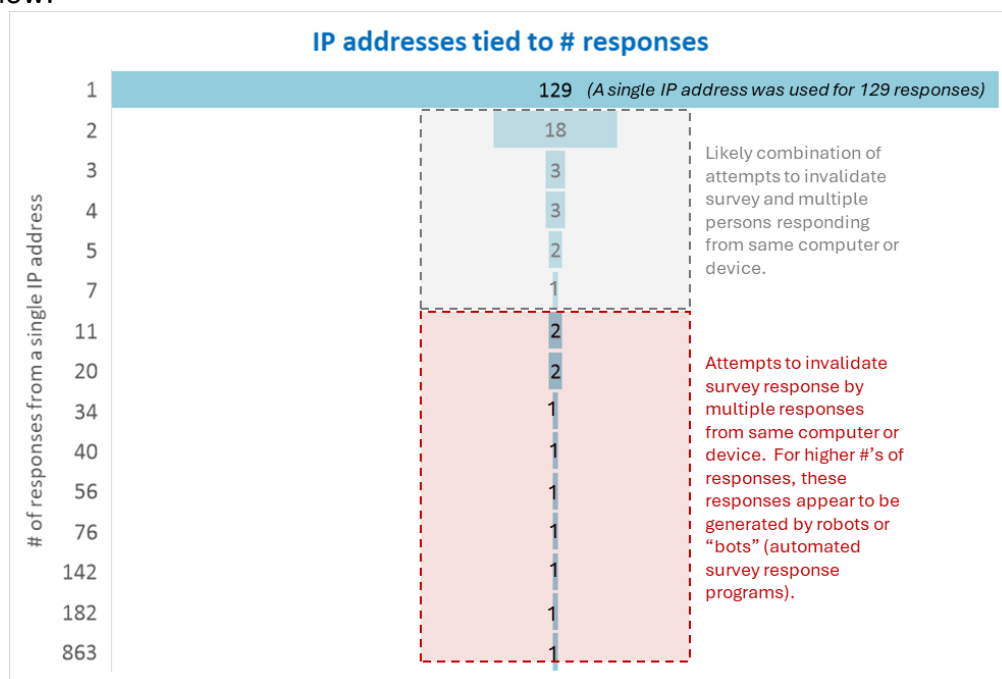 IP addresses tied to # responses
# of responses from a single IP address
1 129 (A single IP address was used for 129 responses)
2 18
3 3
4 3
5 2
7 1
Likely combination of
attempts to invalidate
survey and multiple
persons responding
from same computer or
device.
11 2
20 2
34 1
40 1
56 1
76 1
142 1
182 1
863 1
Attempts to invalidate
survey response by
multiple responses
from same computer or
device. For higher #'s of
responses, these
responses appear to be
generated by robots or
“bots” (automated
survey response
programs).